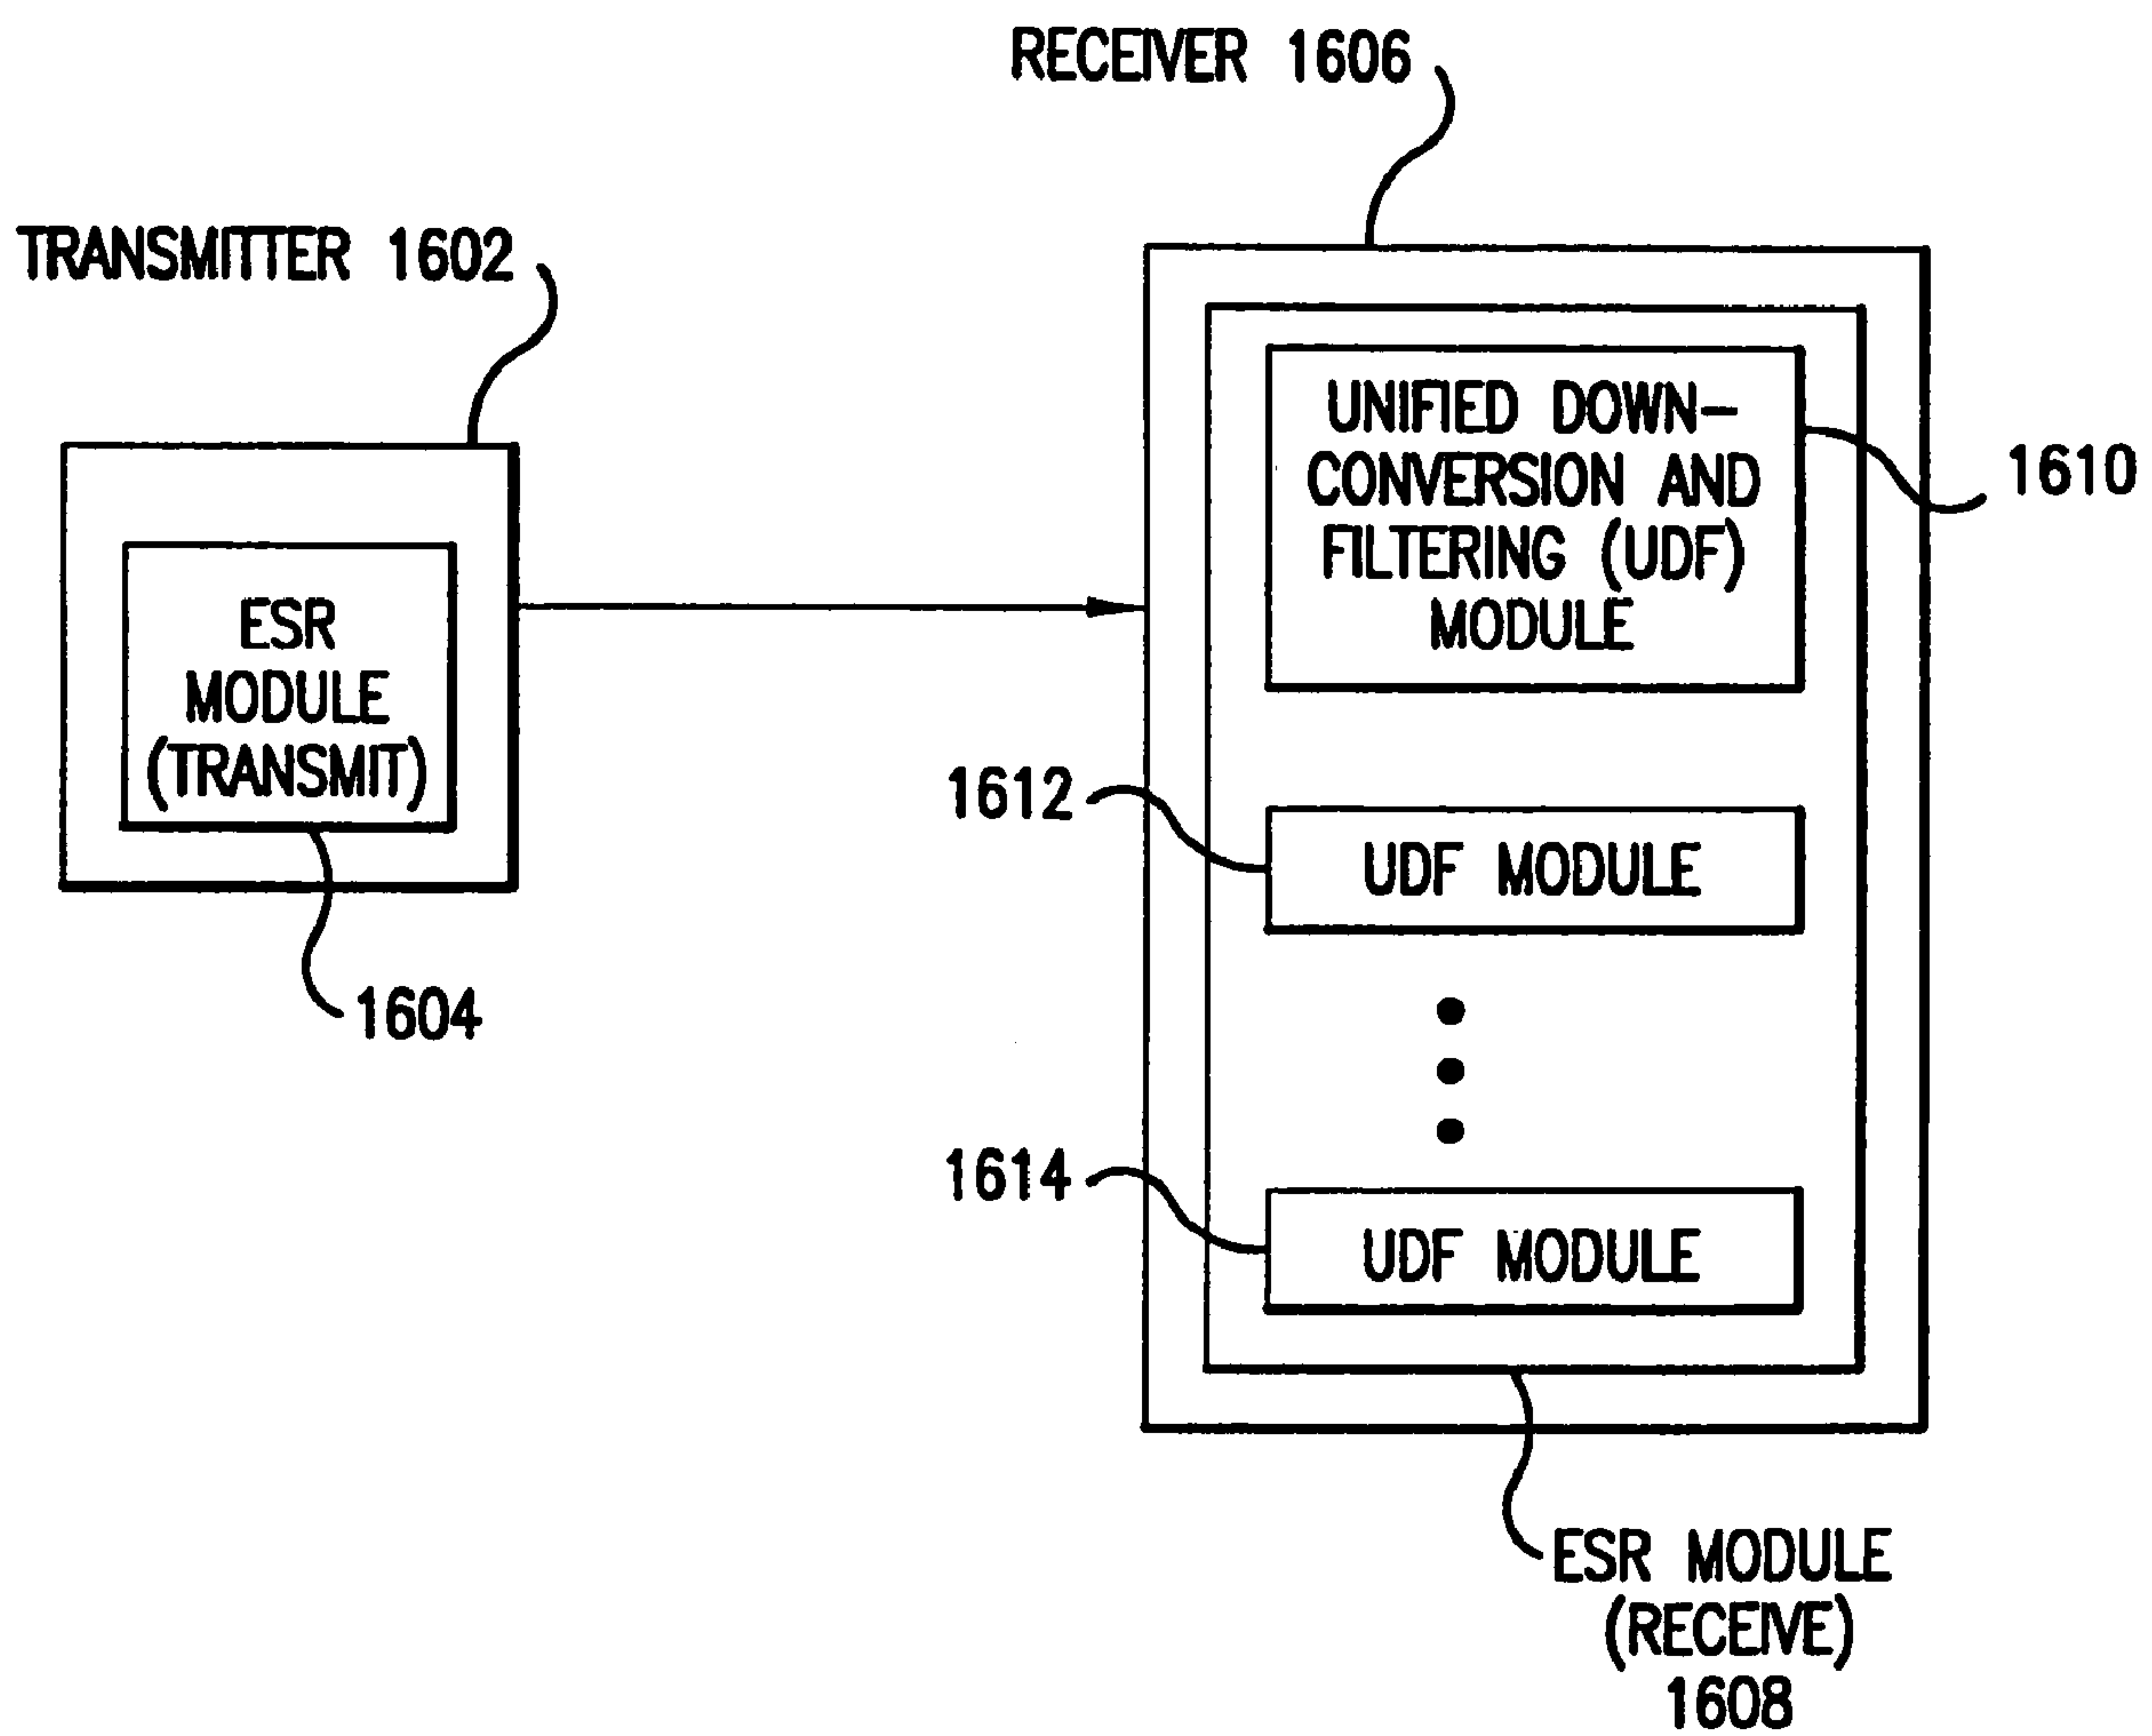 RECEIVER 1606
TRANSMITTER 1602
UNIFIED DOWN-
CONVERSION AND
FILTERING (UDF)
MODULE
1610
ESR
MODULE
(TRANSMIT)
1604
1612
UDF MODULE
1614
UDF MODULE
ESR MODULE
(RECEIVE)
1608